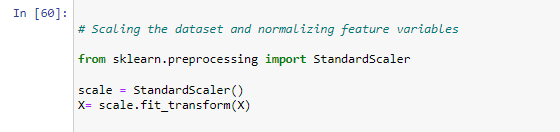 In [60]:
# Scaling the dataset and normalizing feature variables
from sklearn.preprocessing import StandardScaler
scale = StandardScaler()
X= scale.fit_transform(X)